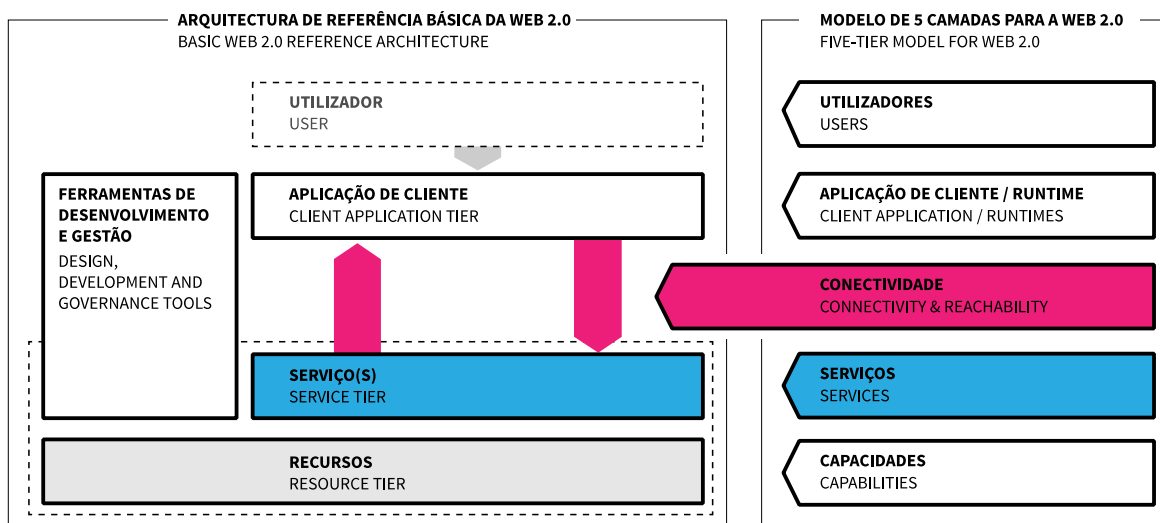 ARQUITECTURA DE REFERÊNCIA BÁSICA DA WEB 2.0
BASIC WEB 2.0 REFERENCE ARCHITECTURE
UTILIZADOR
USER
FERRAMENTAS DE
DESENVOLVIMENTO
E GESTÃO
DESIGN,
DEVELOPMENT AND
GOVERNANCE TOOLS
APLICAÇÃO DE CLIENTE
CLIENT APPLICATION TIER
SERVIÇO(S)
SERVICE TIER
RECURSOS
RESOURCE TIER
MODELO DE 5 CAMADAS PARA A WEB 2.0
FIVE-TIER MODEL FOR WEB 2.0
UTILIZADORES
USERS
APLICAÇÃO DE CLIENTE / RUNTIME
CLIENT APPLICATION / RUNTIMES
CONECTIVIDADE
CONNECTIVITY & REACHABILITY
SERVIÇOS
SERVICES
CAPACIDADES
CAPABILITIES